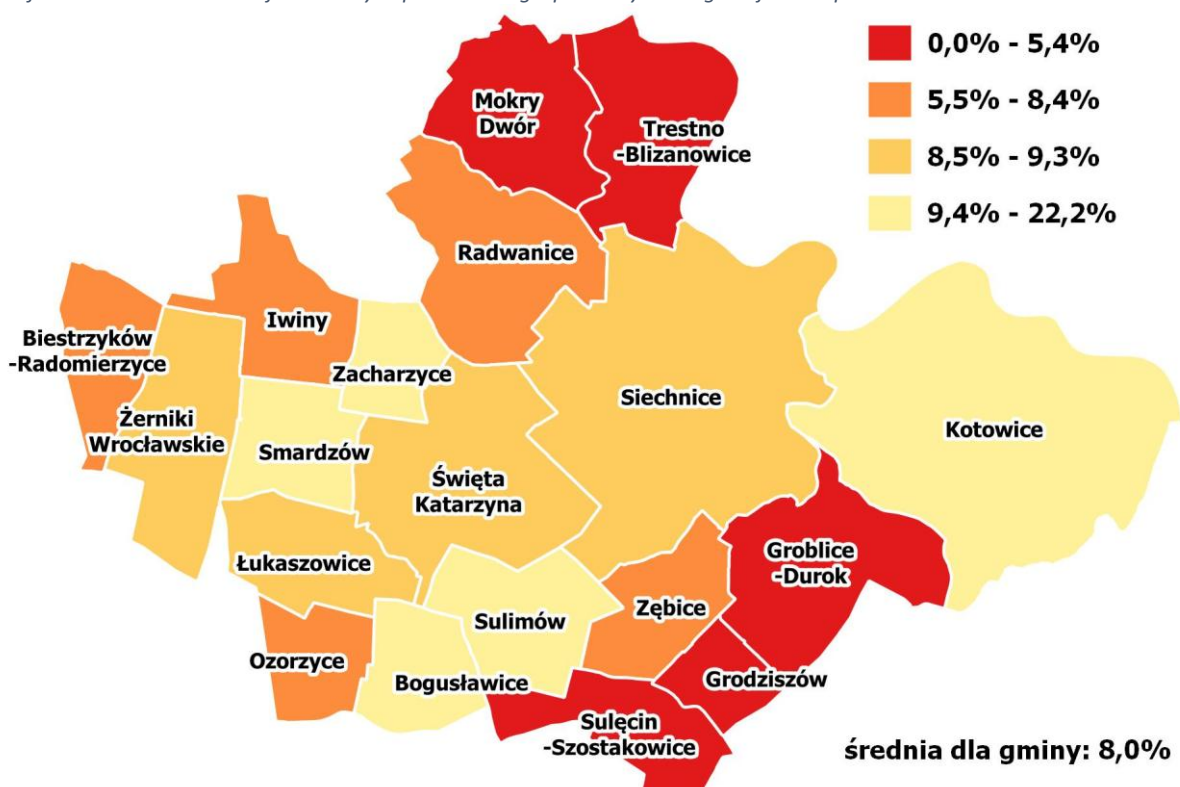 0,0% - 5,4%
5,5% - 8,4%
8,5% - 9,3%
9,4% - 22,2%
Mokry
Dwór
Trestno
-Blizanowice
Radwanice
Iwiny
Biestrzyków
-Radomierzyce
Zacharzyce
Żerniki
Wrocławskie
Siechnice
Kotowice
Smardzów
Święta
Katarzyna
Łukaszowice
Groblice
-Durok
Zębice
Sulimów
Ozorzyce
Bogusławice
Grodziszów
Sulęcin
-Szostakowice
średnia dla gminy: 8,0%